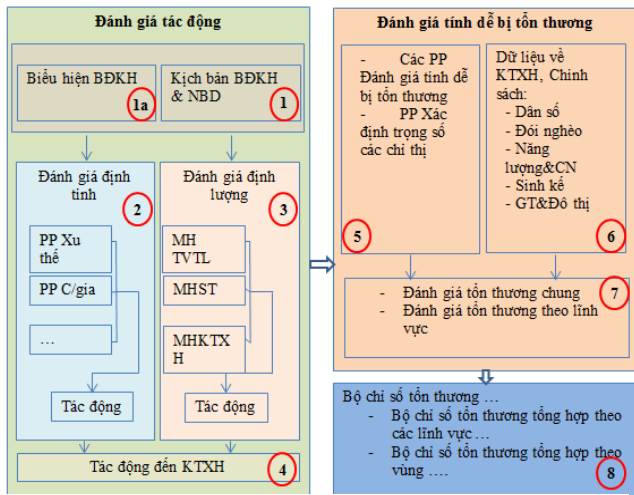 Đánh giá tác động
Biểu hiện BĐKH
1a
Kịch bản BĐKH
& NBD
1
Đánh giá định
tính
2
PP Xu
thế
PP C/gia
…
Tác động
Đánh giá định
lượng
3
MH
TVTL
MHST
MHKTX
H
Tác động
Tác động đến KTXH
4
Đánh giá tính dễ bị tổn thương
- Các PP
Đánh giá tính dễ
bị tổn thương
- PP Xác
định trọng số
các chỉ thị
5
Dữ liệu về
KTXH, Chính
sách:
- Dân số
- Đói nghèo
- Năng
lượng&CN
- Sinh kế
- GT&Đô thị
6
7
- Đánh giá tổn thương chung
- Đánh giá tổn thương theo lĩnh
vực
Bộ chỉ số tổn thương …
- Bộ chỉ số tổn thương tổng hợp theo
các lĩnh vực …
- Bộ chỉ số tổn thương tổng hợp theo
vùng ….
8